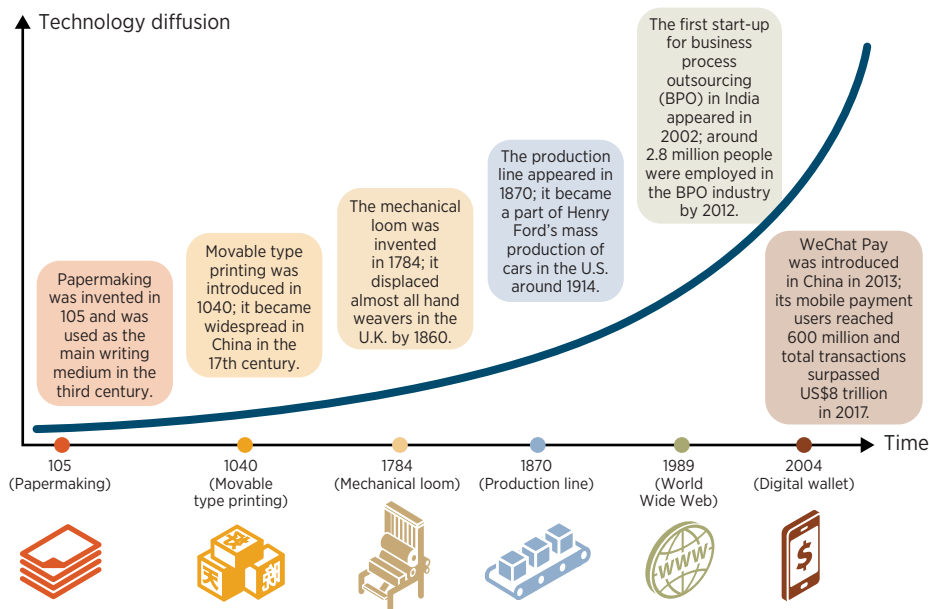 Technology diffusion
The first start-up
for business
process
outsourcing
(BPO) in India
appeared in
2002; around
2.8 million people
were employed in
the BPO industry
by 2012.
The production
line appeared in
1870; it became
a part of Henry
Ford's mass
production of
cars in the U.S.
around 1914.
The mechanical
loom was
invented
in 1784; it
displaced
almost all hand
weavers in the
U.K. by 1860.
Movable type
printing was
introduced in
1040; it became
widespread in
China in the
17th century.
Papermaking
was invented in
105 and was
used as the
main writing
medium in the
third century.
WeChat Pay
was introduced
in China in 2013;
its mobile payment
users reached
600 million and
total transactions
surpassed
US$8 trillion
in 2017.
Time
105
(Papermaking)
1040
(Movable
type printing)
1784
(Mechanical loom)
1870
(Production line)
1989
(World
Wide Web)
2004
(Digital wallet)
天
WWW
$